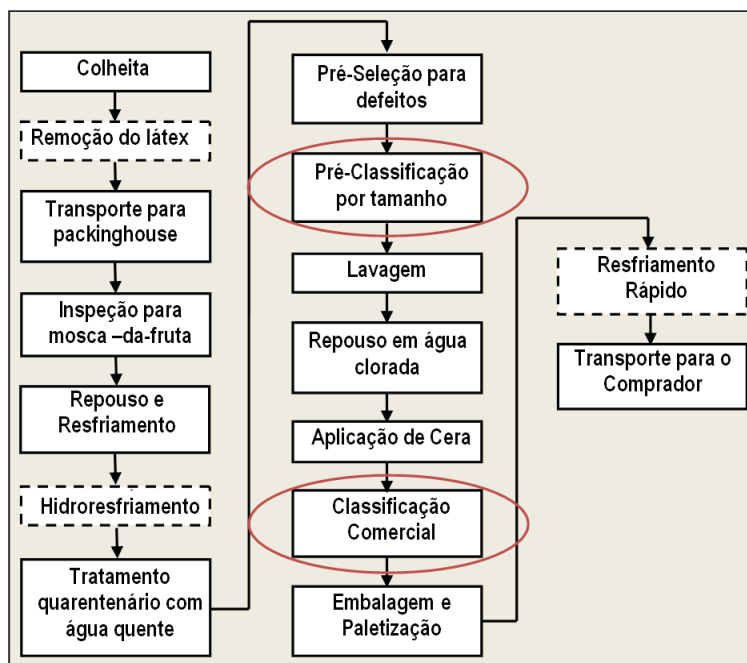 Colheita
Remoção do látex
Transporte para
packinghouse
Inspeção para
mosca –da-fruta
Repouso e
Resfriamento
Hidroresfriamento
Tratamento
quarentenário com
água quente
Pré-Seleção para
defeitos
Pré-Classificação
por tamanho
Lavagem
Repouso em água
clorada
Aplicação de Cera
Classificação
Comercial
Embalagem e
Paletização
Resfriamento
Rápido
Transporte para o
Comprador